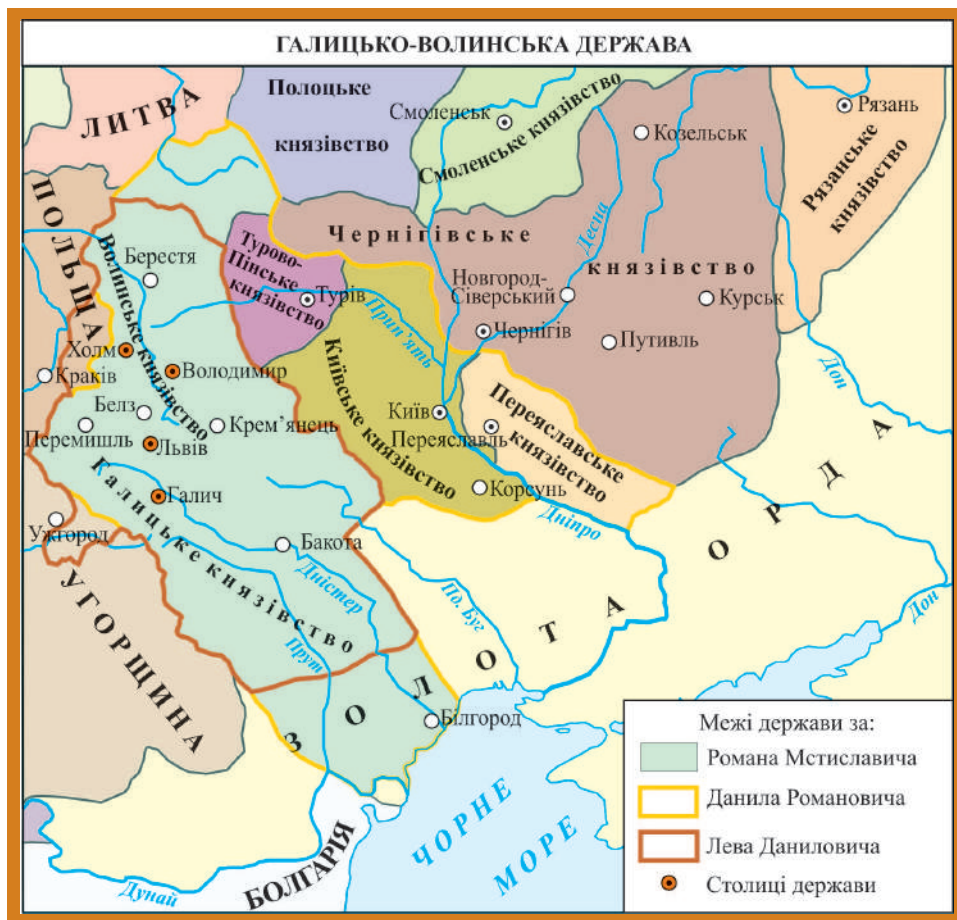 ГАЛИЦЬКО-ВОЛИНСЬКА ДЕРЖАВА
ЛИТВА
Полоцьке
князівство
Смоленськ
Смоленське князівство
Козельськ
Рязань
Рязанське
князівство
ПОЛЬЩА
Волинське князівство
Берестя
Турово-
Пінське
князівство
Турів
Чернігівське
князівство
Десна
Новгород-
Сіверський
Курськ
Чернігів
Путивль
Прип'ять
Холм
Володимир
Краків
Белз
Крем'янець
Перемишль
Львів
Київське князівство
Київ
Переяславль
Переяславське
князівство
Корсунь
Дон
Галич
Галицьке князівство
Ужгород
Бакота
Дністер
Дніпро
Пд. Буг
Прут
УГОРЩИНА
ЗОЛОТА ОРДА
Дон
Білгород
ЧОРНЕ
МОРЕ
БОЛГАРІЯ
Дунай
Межі держави за:
Романа Мстиславича
Данила Романовича
Лева Даниловича
Столиці держави